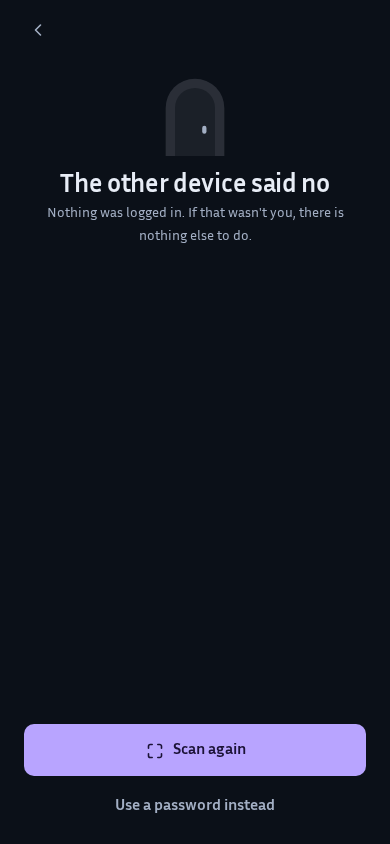 The other device said no
Nothing was logged in. If that wasn't you, there is
nothing else to do.
Scan again
Use a password instead